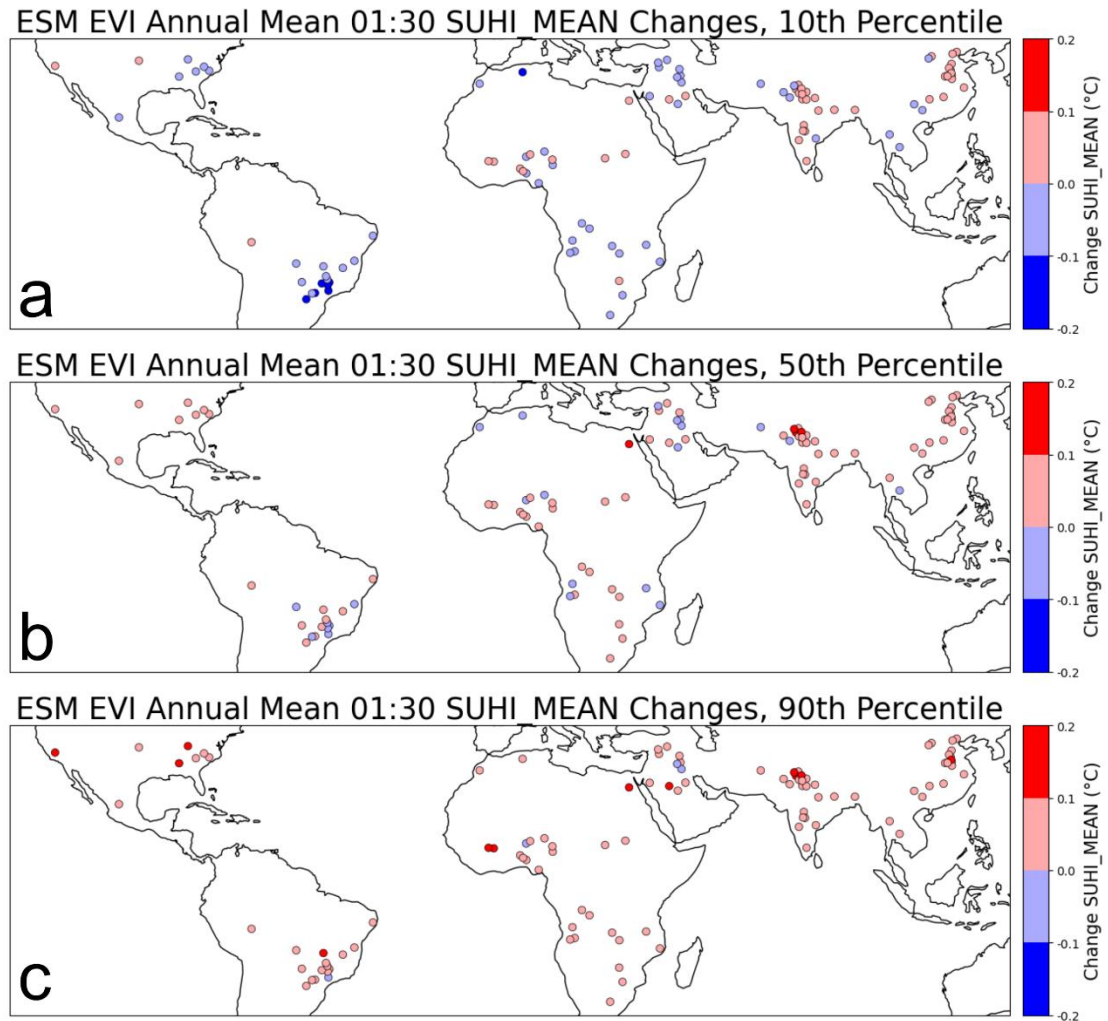 ESM EVI Annual Mean 01:30 SUHI_MEAN Changes, 10th Percentile
a
0.2
0.1
0.0
-0.1
-0.2
Change SUHI_MEAN (°C)
ESM EVI Annual Mean 01:30 SUHI_MEAN Changes, 50th Percentile
b
0.2
0.1
0.0
-0.1
-0.2
Change SUHI_MEAN (°C)
ESM EVI Annual Mean 01:30 SUHI_MEAN Changes, 90th Percentile
c
0.2
0.1
0.0
-0.1
-0.2
Change SUHI_MEAN (°C)